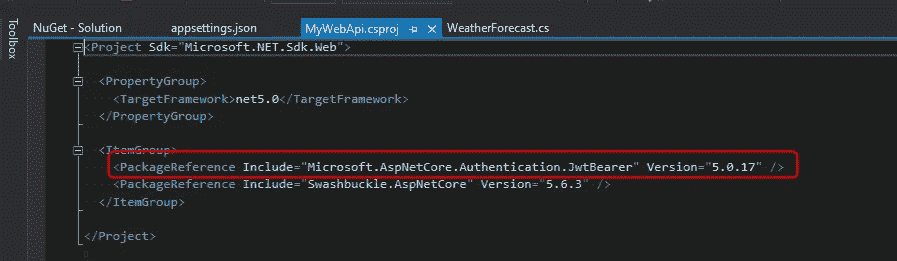 Toolbox
NuGet - Solution appsettings.json MyWebApi.csproj WeatherForecast.cs
<Project Sdk="Microsoft.NET.Sdk.Web">
<PropertyGroup>
<TargetFramework>net5.0</TargetFramework>
</PropertyGroup>
<ItemGroup>
<PackageReference Include="Microsoft.AspNetCore.Authentication.JwtBearer" Version="5.0.17" />
<PackageReference Include="Swashbuckle.AspNetCore" Version="5.6.3" />
</ItemGroup>
</Project>